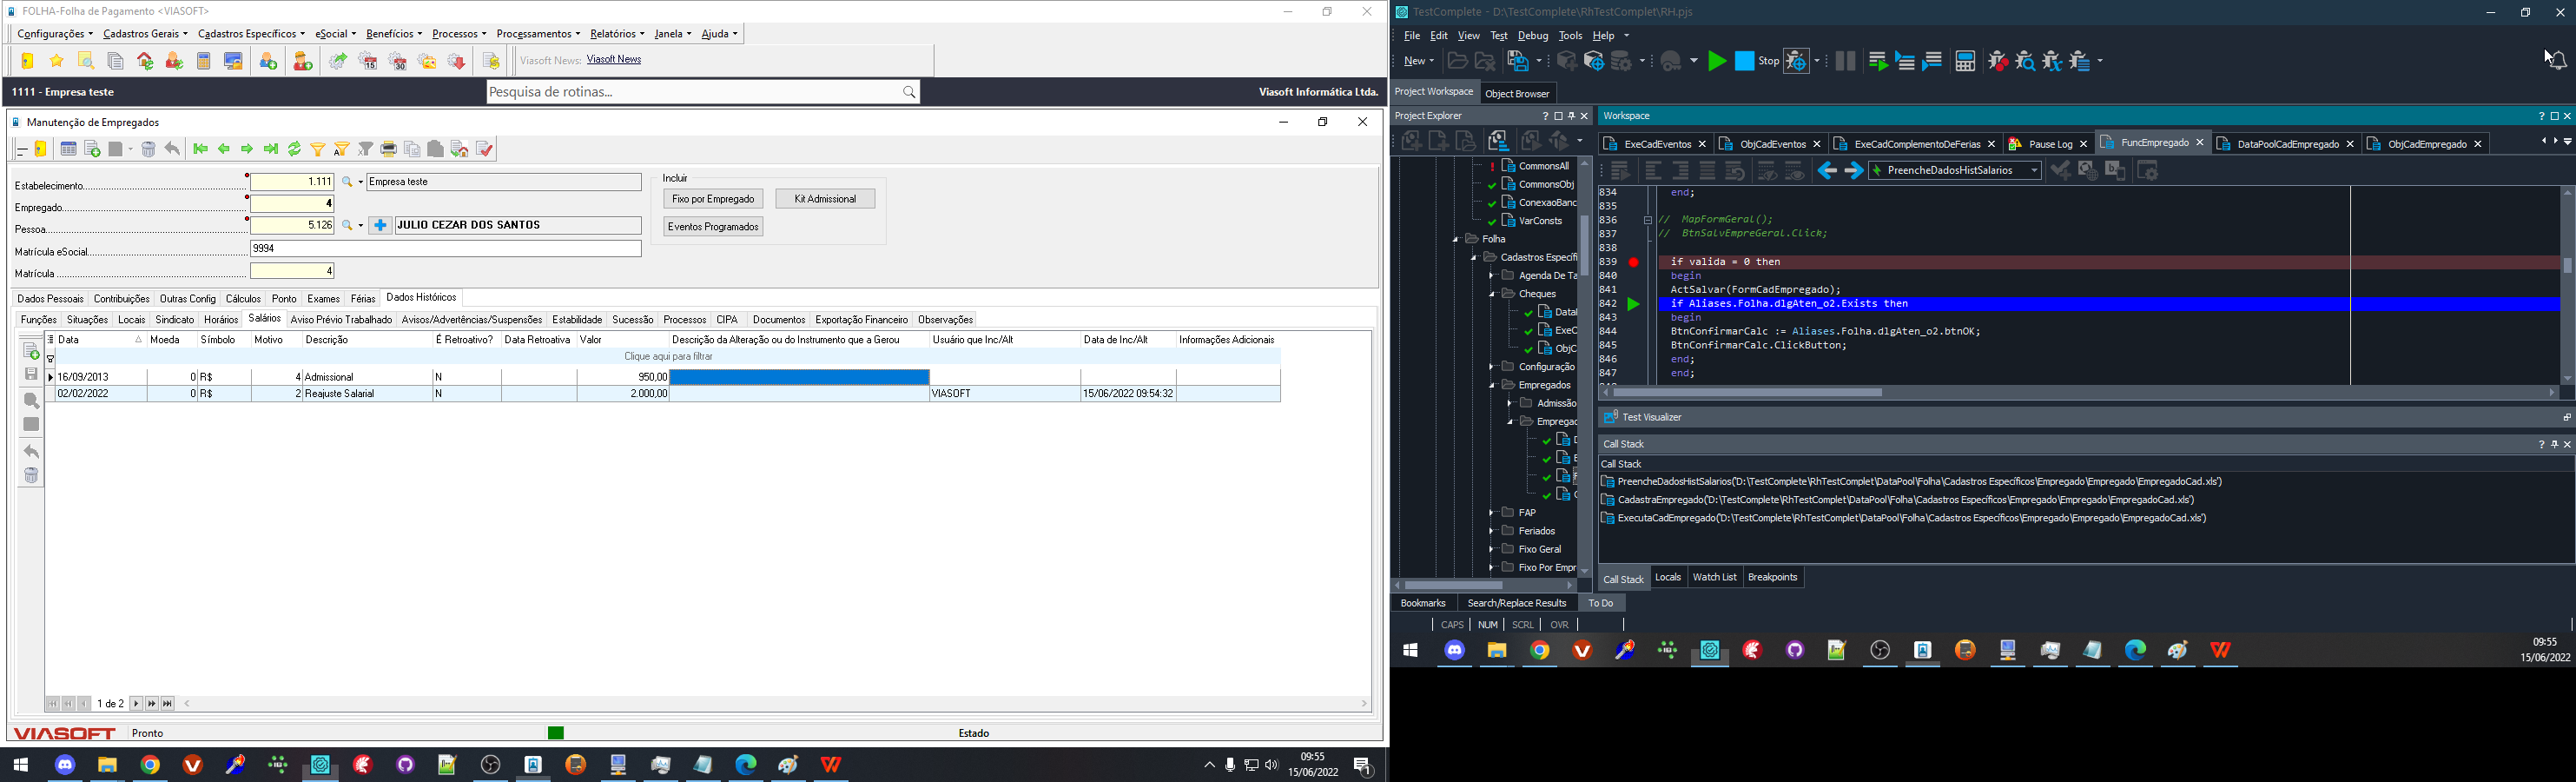 FOLHA-Folha de Pagamento <VIASOFT>
Configurações Cadastros Gerais Cadastros Específicos eSocial Benefícios Processos Processamentos Relatórios Janela Ajuda
Viasoft News: Viasoft News
1111 - Empresa teste
Pesquisa de rotinas...
Viasoft Informática Ltda.
Manutenção de Empregados
Estabelecimento 1.111 Empresa teste
Empregado 4
Pessoa 5.126 JULIO CEZAR DOS SANTOS
Matrícula eSocial 9994
Matrícula 4
Incluir
Fixo por Empregado Kit Admissional
Eventos Programados
Dados Pessoais Contribuições Outras Config Cálculos Ponto Exames Férias Dados Históricos
Funções Situações Locais Sindicato Horários Salários Aviso Prévio Trabalhado Avisos/Advertências/Suspensões Estabilidade Sucessão Processos CIPA Documentos Exportação Financeiro Observações
Data Moeda Símbolo Motivo Descrição É Retroativo? Data Retroativa Valor Descrição da Alteração ou do Instrumento que a Gerou Usuário que Inc/Alt Data de Inc/Alt Informações Adicionais
Clique aqui para filtrar
16/09/2013 0 R$ 4 Admissional N 950,00
02/02/2022 0 R$ 2 Reajuste Salarial N 2.000,00 VIASOFT 15/06/2022 09:54:32
1 de 2
VIASOFT Pronto Estado
09:55
15/06/2022
TestComplete - D:\TestComplete\RhTestComplet\RH.pjs
File Edit View Test Debug Tools Help
New Stop
Project Workspace Object Browser
Project Explorer
CommonsAll
CommonsObj
ConexaoBanc
VarConsts
Folha
Cadastros Específi
Agenda De Ta
Cheques
Datal
ExeC
ObjC
Configuração
Empregados
Admissão
Empregac
FAP
Feriados
Fixo Geral
Fixo Por Empr
Workspace
ExeCadEventos ObjCadEventos ExeCadComplementoDeFerias Pause Log FuncEmpregado DataPoolCadEmpregado ObjCadEmpregado
PreencheDadosHistSalarios
834 end;
835
836 // MapFormGeral();
837 // BtnSalvEmpreGeral.Click;
838
839 if valida = 0 then
840 begin
841 ActSalvar(FormCadEmpregado);
842 if Aliases.Folha.dlgAten_o2.Exists then
843 begin
844 BtnConfirmarCalc := Aliases.Folha.dlgAten_o2.btnOK;
845 BtnConfirmarCalc.ClickButton;
846 end;
847 end;
Test Visualizer
Call Stack
Call Stack
PreencheDadosHistSalarios('D:\TestComplete\RhTestComplet\DataPool\Folha\Cadastros Específicos\Empregado\Empregado\EmpregadoCad.xls')
CadastraEmpregado('D:\TestComplete\RhTestComplet\DataPool\Folha\Cadastros Específicos\Empregado\Empregado\EmpregadoCad.xls')
ExecutaCadEmpregado('D:\TestComplete\RhTestComplet\DataPool\Folha\Cadastros Específicos\Empregado\Empregado\EmpregadoCad.xls')
Call Stack Locals Watch List Breakpoints
Bookmarks Search/Replace Results To Do
CAPS NUM SCRL OVR
09:55
15/06/2022